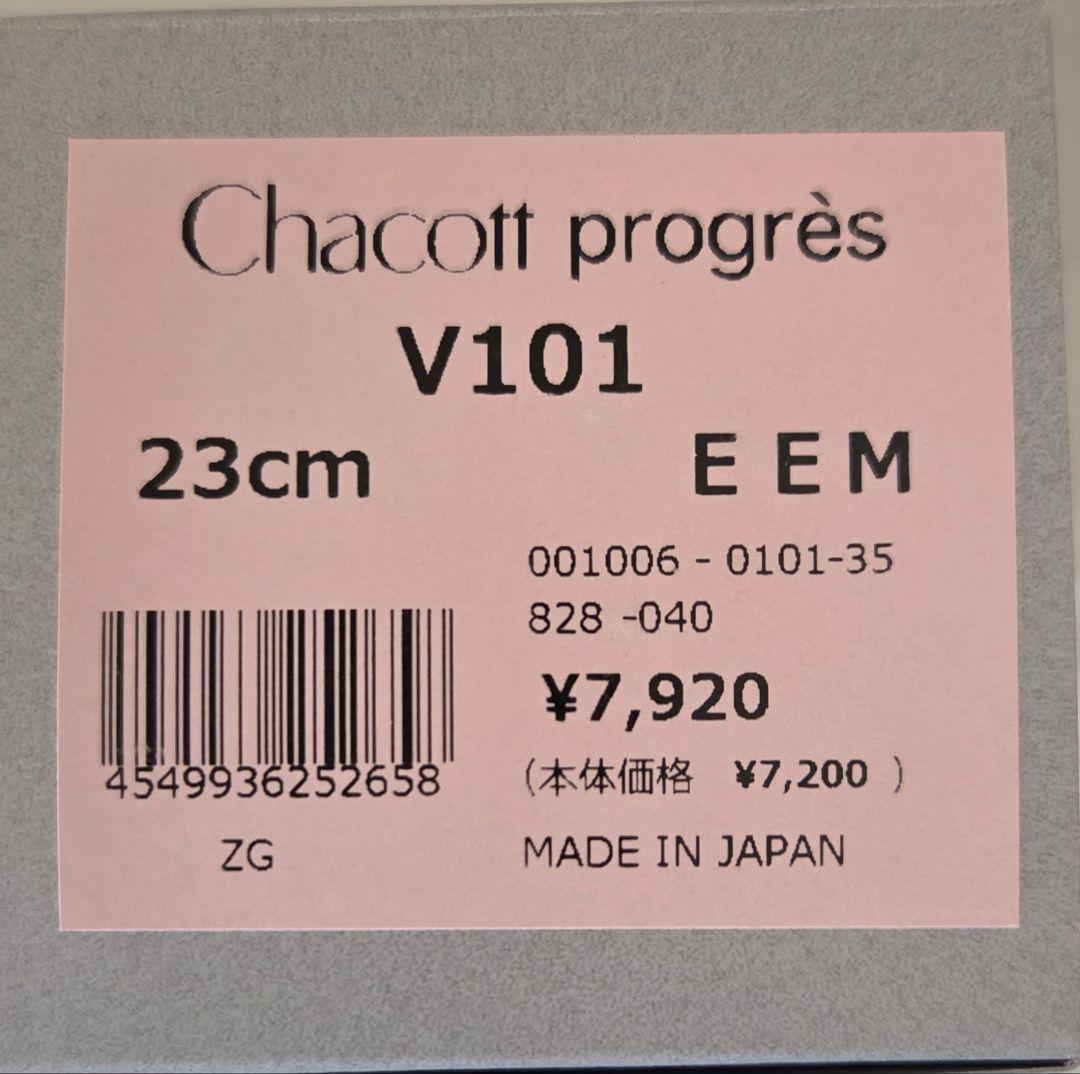 Chacott progrès
V101
23cm E E M
001006 - 0101-35
828 -040
¥7,920
4549936252658
(本体価格 ¥7,200 )
ZG
MADE IN JAPAN